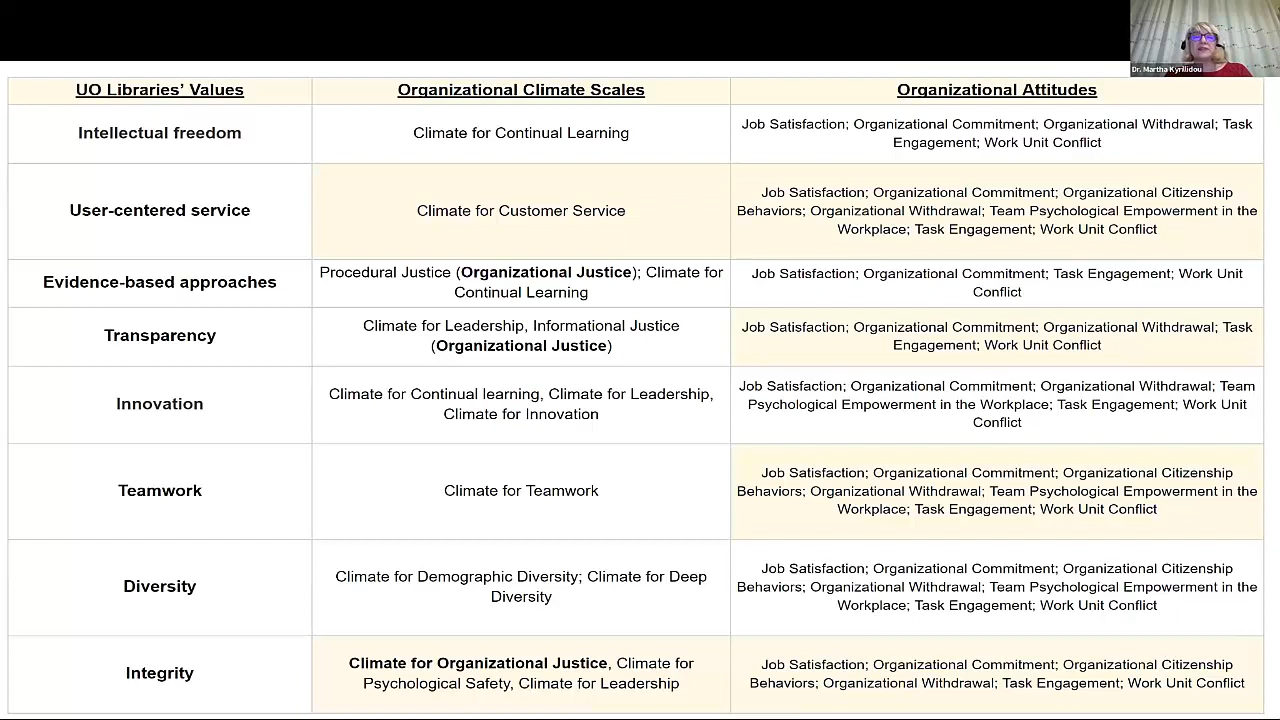 Dr. Martha Kyrillidou
UO Libraries’ Values
Organizational Climate Scales
Organizational Attitudes
Intellectual freedom
Climate for Continual Learning
Job Satisfaction; Organizational Commitment; Organizational Withdrawal; Task
Engagement; Work Unit Conflict
User-centered service
Climate for Customer Service
Job Satisfaction; Organizational Commitment; Organizational Citizenship
Behaviors; Organizational Withdrawal; Team Psychological Empowerment in the
Workplace; Task Engagement; Work Unit Conflict
Evidence-based approaches
Procedural Justice (Organizational Justice); Climate for
Continual Learning
Job Satisfaction; Organizational Commitment; Task Engagement; Work Unit
Conflict
Transparency
Climate for Leadership, Informational Justice
(Organizational Justice)
Job Satisfaction; Organizational Commitment; Organizational Withdrawal; Task
Engagement; Work Unit Conflict
Innovation
Climate for Continual learning, Climate for Leadership,
Climate for Innovation
Job Satisfaction; Organizational Commitment; Organizational Withdrawal; Team
Psychological Empowerment in the Workplace; Task Engagement; Work Unit
Conflict
Teamwork
Climate for Teamwork
Job Satisfaction; Organizational Commitment; Organizational Citizenship
Behaviors; Organizational Withdrawal; Team Psychological Empowerment in the
Workplace; Task Engagement; Work Unit Conflict
Diversity
Climate for Demographic Diversity; Climate for Deep
Diversity
Job Satisfaction; Organizational Commitment; Organizational Citizenship
Behaviors; Organizational Withdrawal; Team Psychological Empowerment in the
Workplace; Task Engagement; Work Unit Conflict
Integrity
Climate for Organizational Justice, Climate for
Psychological Safety, Climate for Leadership
Job Satisfaction; Organizational Commitment; Organizational Citizenship
Behaviors; Organizational Withdrawal; Task Engagement; Work Unit Conflict